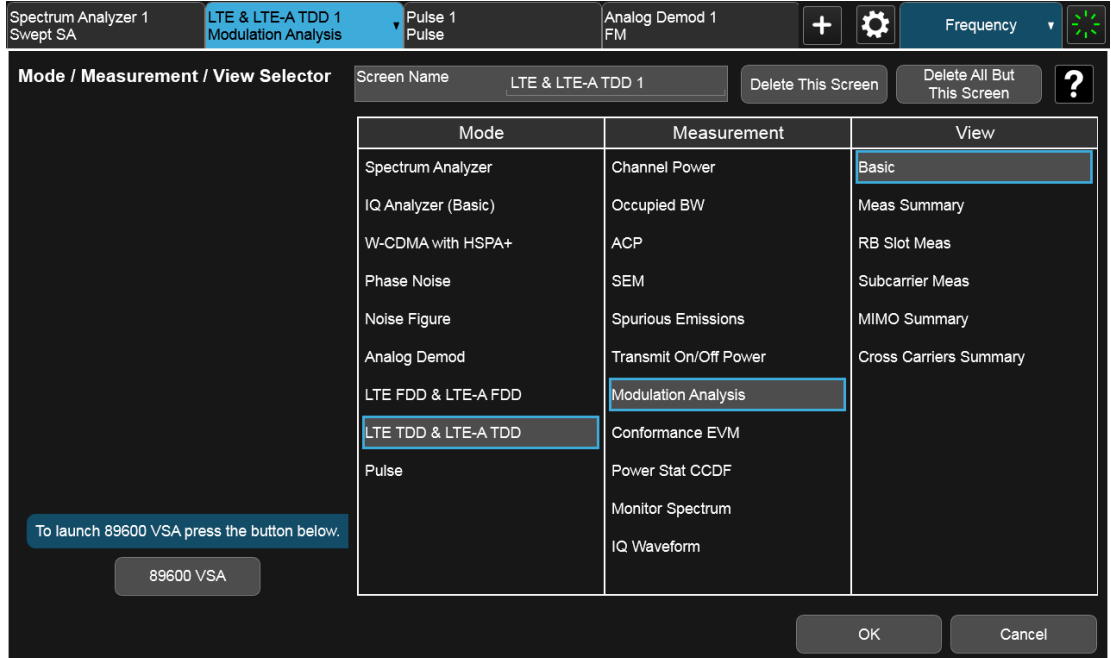 Spectrum Analyzer 1
Swept SA
LTE & LTE-A TDD 1
Modulation Analysis
Pulse 1
Pulse
Analog Demod 1
FM
+
Frequency
Mode / Measurement / View Selector
Screen Name
LTE & LTE-A TDD 1
Delete This Screen
Delete All But
This Screen
?
Mode
Measurement
View
Spectrum Analyzer
IQ Analyzer (Basic)
W-CDMA with HSPA+
Phase Noise
Noise Figure
Analog Demod
LTE FDD & LTE-A FDD
LTE TDD & LTE-A TDD
Pulse
Channel Power
Occupied BW
ACP
SEM
Spurious Emissions
Transmit On/Off Power
Modulation Analysis
Conformance EVM
Power Stat CCDF
Monitor Spectrum
IQ Waveform
Basic
Meas Summary
RB Slot Meas
Subcarrier Meas
MIMO Summary
Cross Carriers Summary
To launch 89600 VSA press the button below.
89600 VSA
OK
Cancel